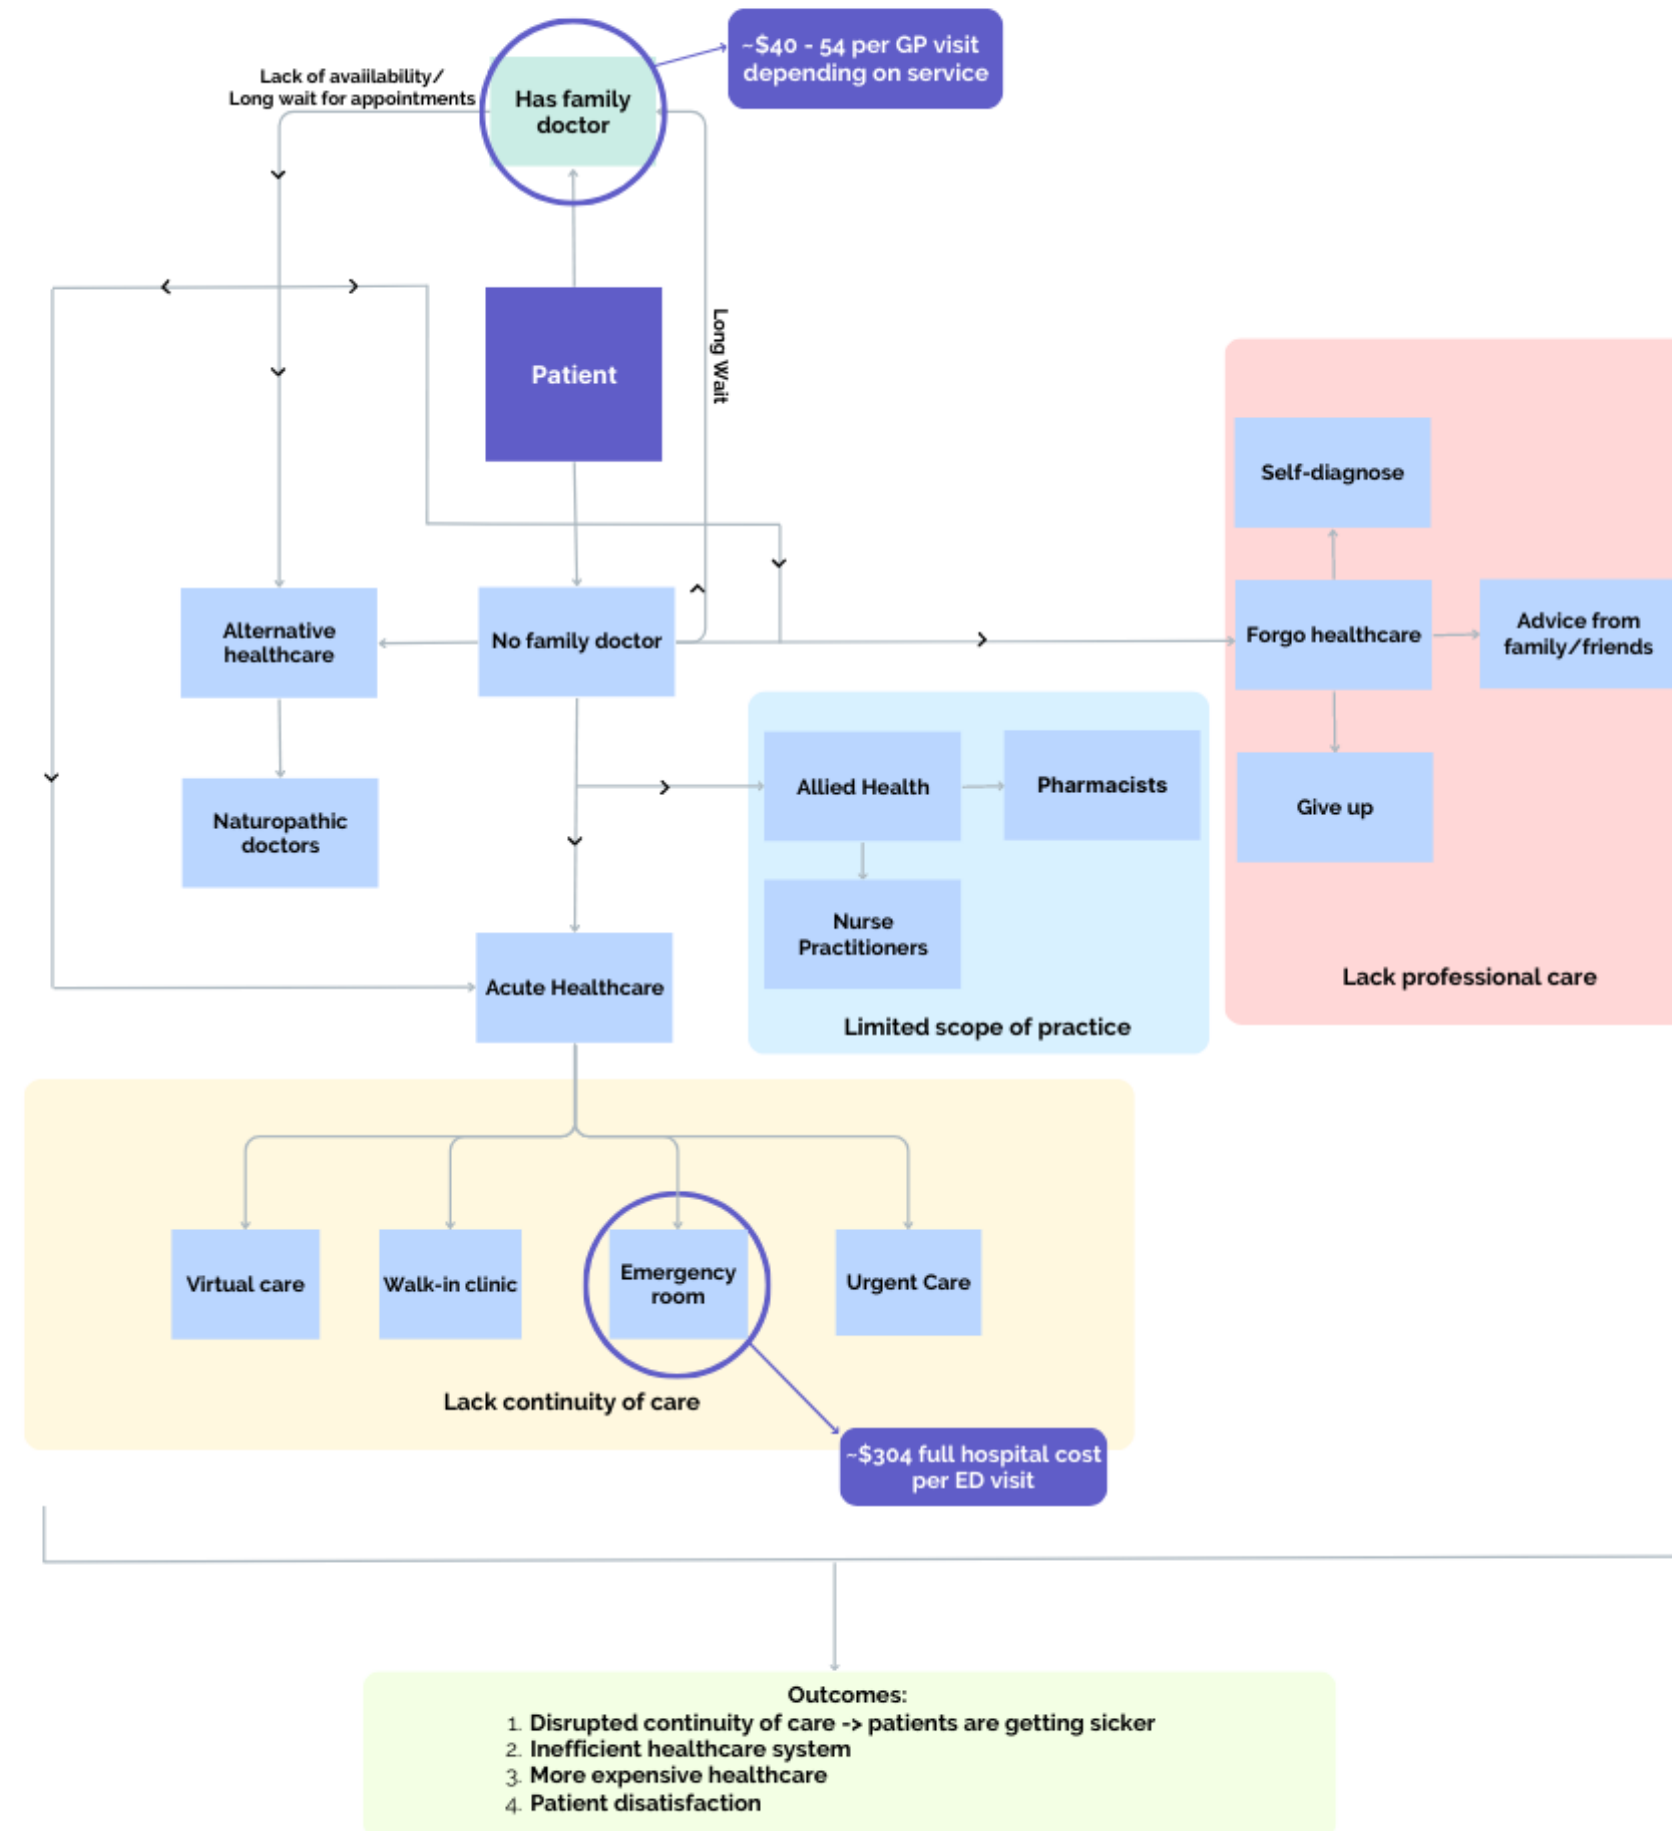 ~$40 - 54 per GP visit
depending on service
Lack of avaiilability/
Long wait for appointments
Has family
doctor
Long Wait
Patient
Self-diagnose
Alternative
healthcare
No family doctor
Forgo healthcare
Advice from
family/friends
Allied Health
Pharmacists
Give up
Naturopathic
doctors
Nurse
Practitioners
Acute Healthcare
Lack professional care
Limited scope of practice
Virtual care
Walk-in clinic
Emergency
room
Urgent Care
Lack continuity of care
~$304 full hospital cost
per ED visit
Outcomes:
1. Disrupted continuity of care -> patients are getting sicker
2. Inefficient healthcare system
3. More expensive healthcare
4. Patient disatisfaction